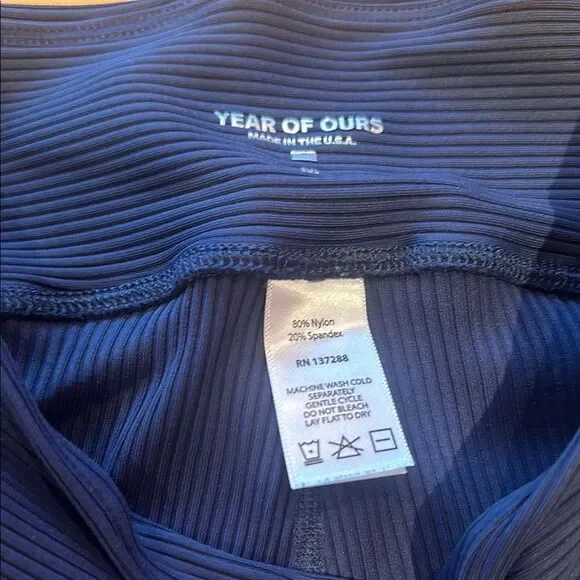 YEAR OF OURS
MADE IN THE U.S.A.
80% Nylon
20% Spandex
RN 137288
MACHINE WASH COLD
SEPARATELY
GENTLE CYCLE
DO NOT BLEACH
LAY FLAT TO DRY